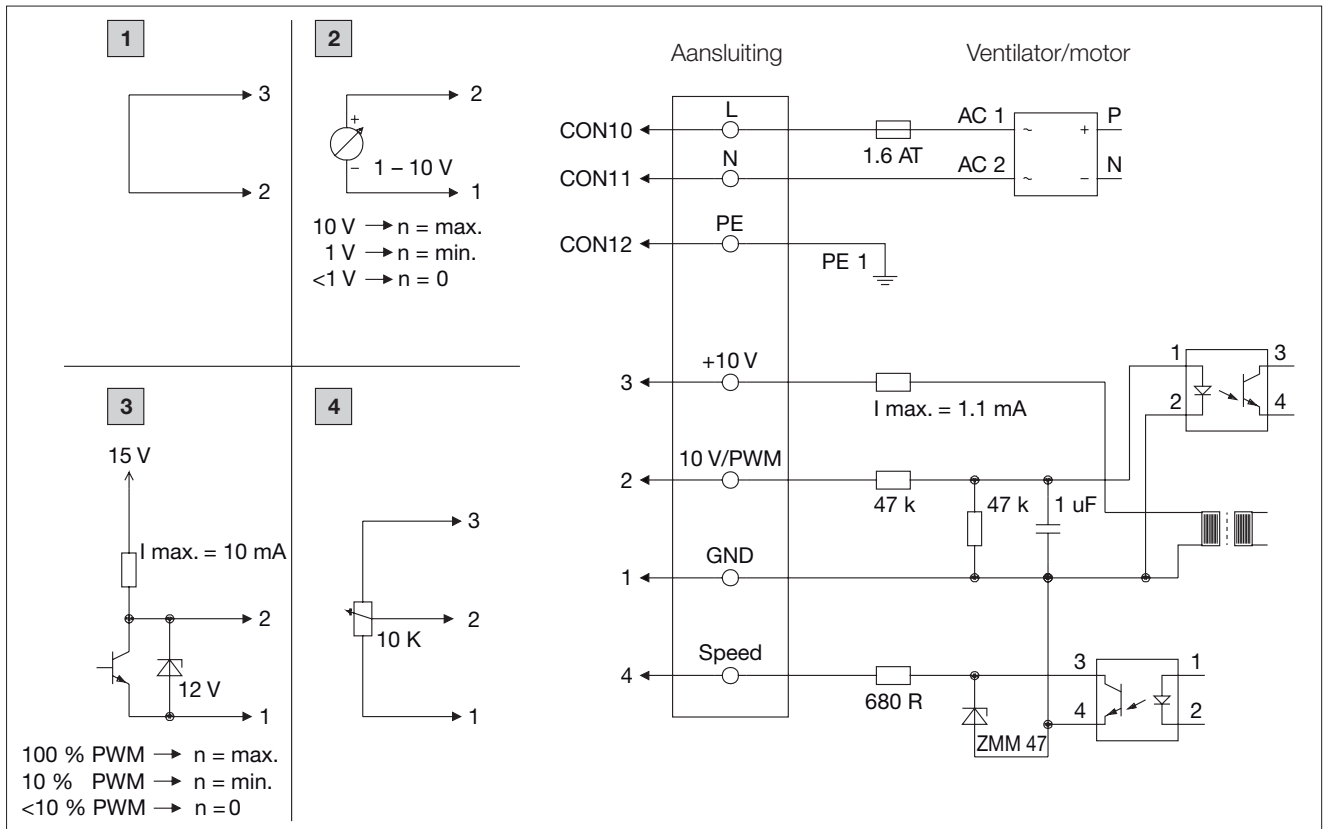 1
3
2
2
+
–
1 – 10 V
2
1
10 V → n = max.
1 V → n = min.
<1 V → n = 0
3
15 V
I max. = 10 mA
2
12 V
1
100 % PWM → n = max.
10 % PWM → n = min.
<10 % PWM → n = 0
4
3
2
10 K
1
Aansluiting
Ventilator/motor
CON10
L
1.6 AT
AC 1
~
+
P
CON11
N
AC 2
~
–
N
CON12
PE
PE 1
3
+10 V
I max. = 1.1 mA
1
3
2
4
2
10 V/PWM
47 k
47 k
1 uF
1
GND
4
Speed
680 R
ZMM 47
3
1
4
2